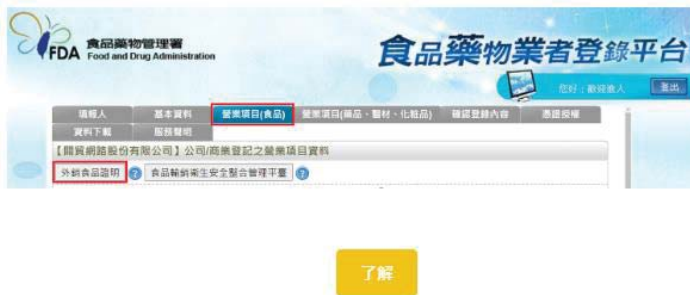 FDA 食品藥物管理署
Food and Drug Administration
食品藥物業者登錄平台
您好：歡迎進入 登出
填報人 基本資料 營業項目(食品) 營業項目(藥品、醫材、化粧品) 確認登錄內容 憑證授權
資料下載 服務聲明
【關貿網路股份有限公司】公司/商業登記之營業項目資料
外銷食品證明 ? 食品輸銷衛生安全整合管理平臺 ?
了解